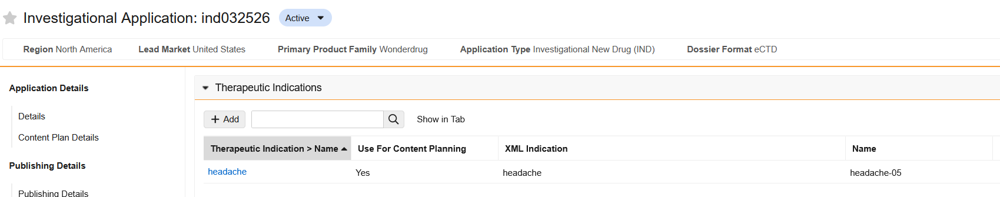 Investigational Application: ind032526 Active
Region North America Lead Market United States Primary Product Family Wonderdrug Application Type Investigational New Drug (IND) Dossier Format eCTD
Application Details
Details
Content Plan Details
Publishing Details
Publishing Details
Therapeutic Indications
+ Add Show in Tab
Therapeutic Indication > Name Use For Content Planning XML Indication Name
headache Yes headache headache-05